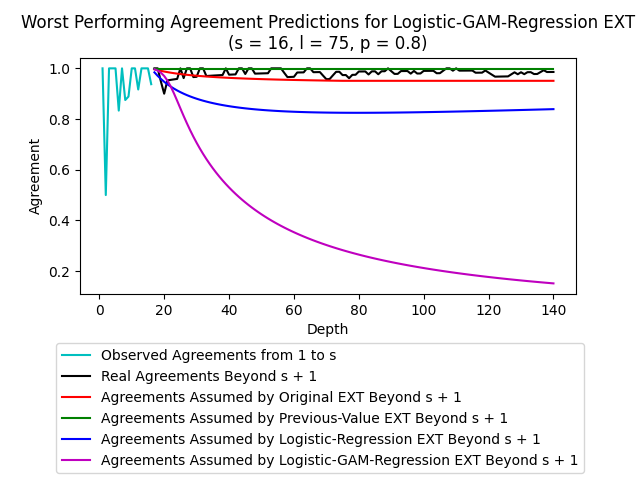 Worst Performing Agreement Predictions for Logistic-GAM-Regression EXT
(s = 16, l = 75, p = 0.8)
1.0
0.8
0.6
0.4
0.2
Agreement
0 20 40 60 80 100 120 140
Depth
Observed Agreements from 1 to s
Real Agreements Beyond s + 1
Agreements Assumed by Original EXT Beyond s + 1
Agreements Assumed by Previous-Value EXT Beyond s + 1
Agreements Assumed by Logistic-Regression EXT Beyond s + 1
Agreements Assumed by Logistic-GAM-Regression EXT Beyond s + 1